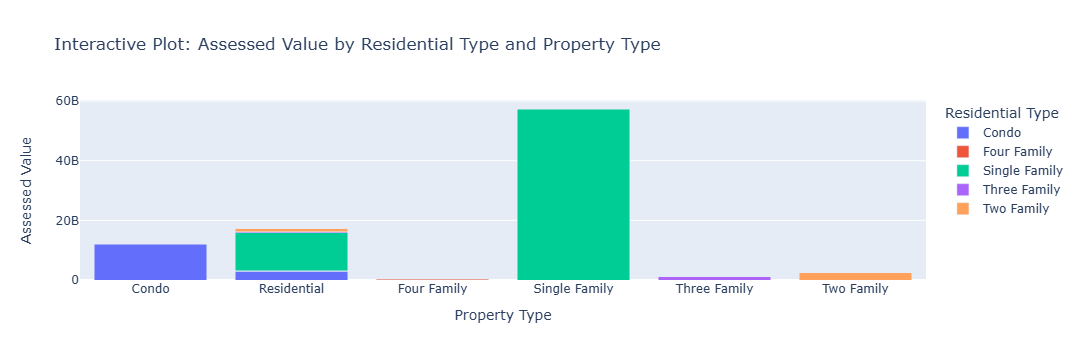 Interactive Plot: Assessed Value by Residential Type and Property Type
Assessed Value
60B
40B
20B
0
Condo
Residential
Four Family
Single Family
Three Family
Two Family
Property Type
Residential Type
Condo
Four Family
Single Family
Three Family
Two Family